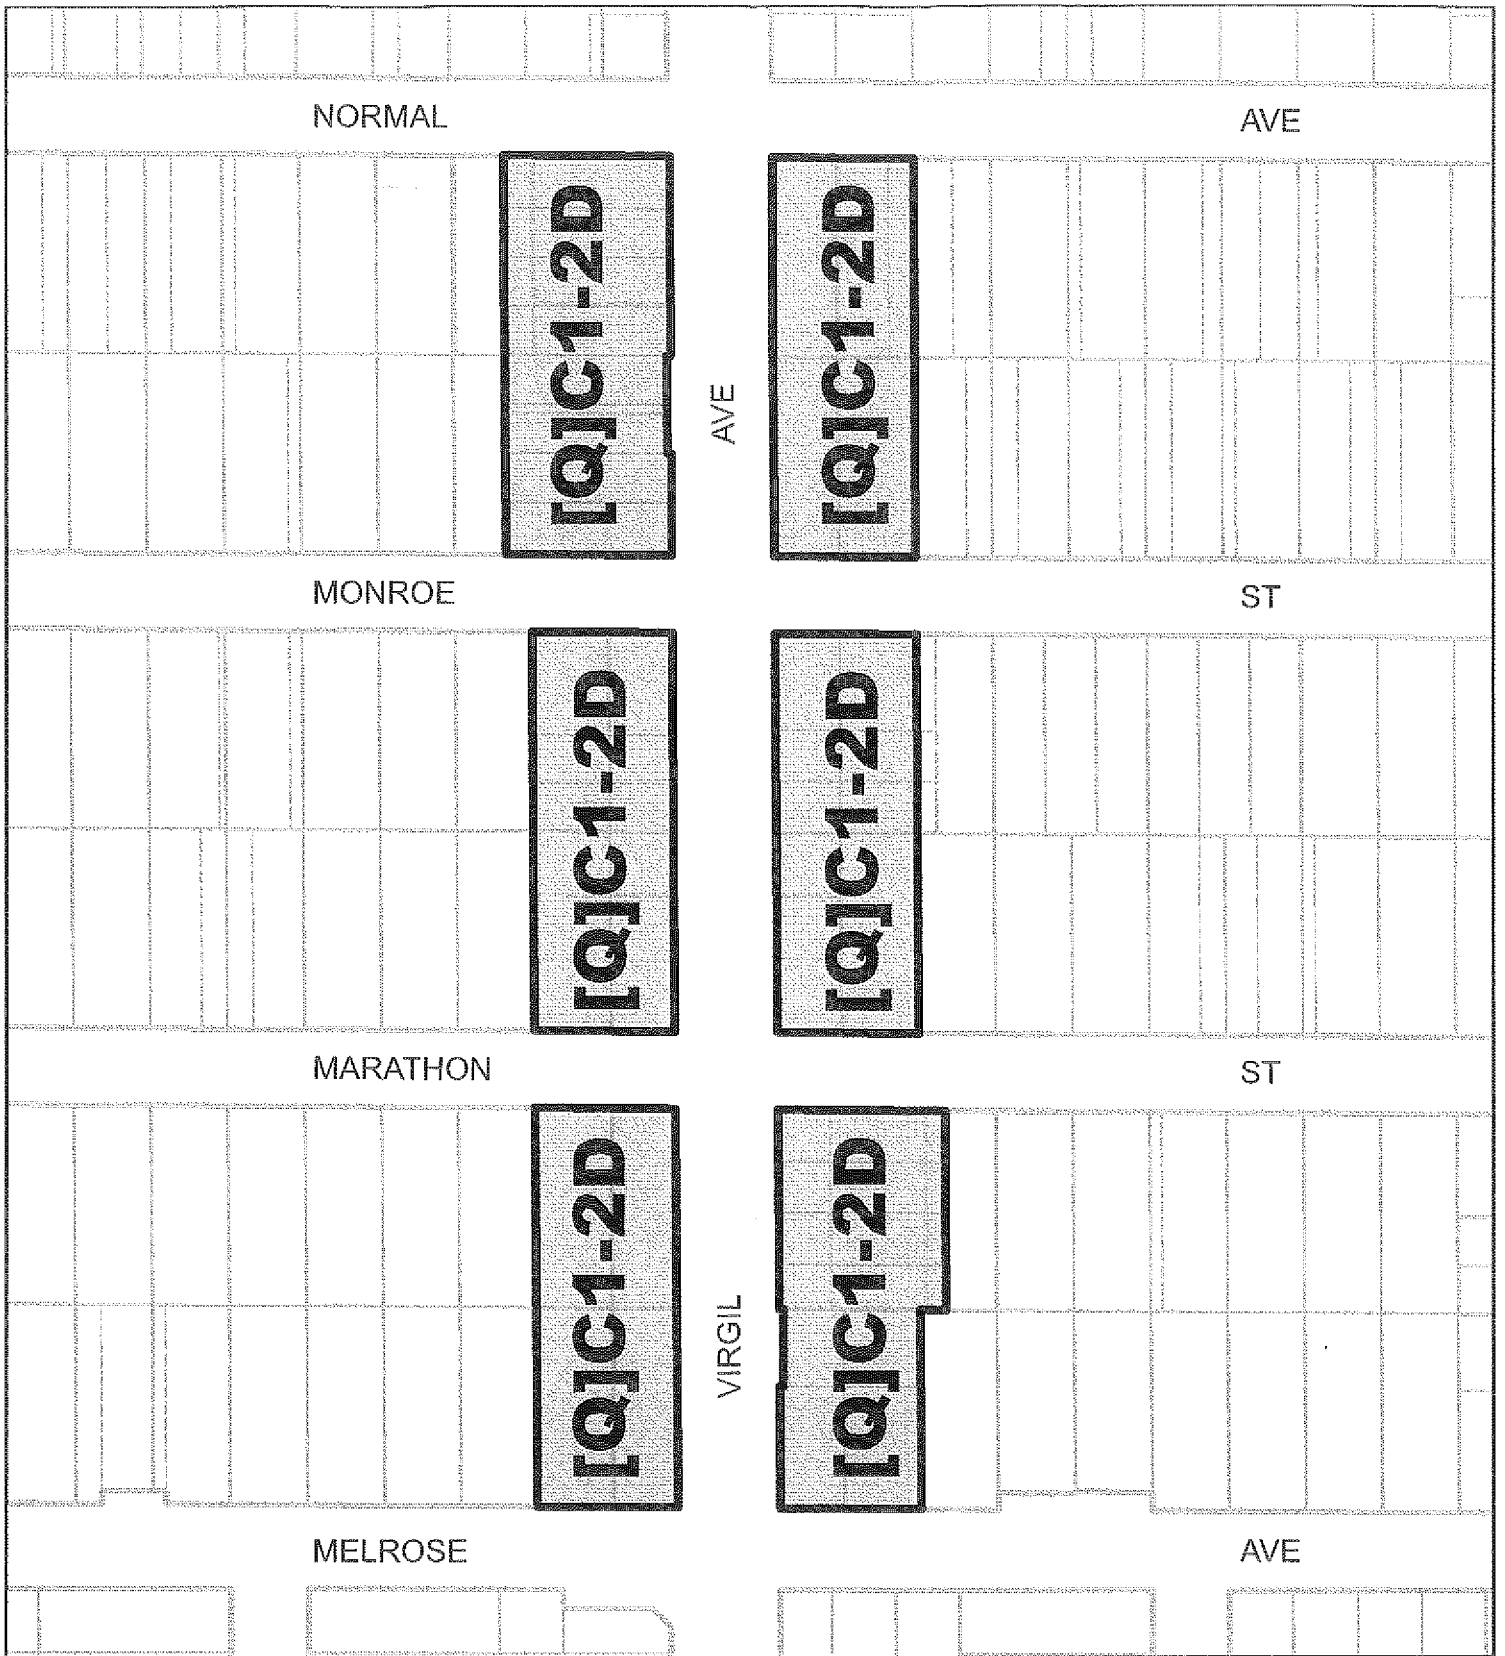 NORMAL AVE
[Q]C1-2D
[Q]C1-2D
AVE
MONROE ST
[Q]C1-2D
[Q]C1-2D
MARATHON ST
[Q]C1-2D
[Q]C1-2D
VIRGIL
MELROSE AVE